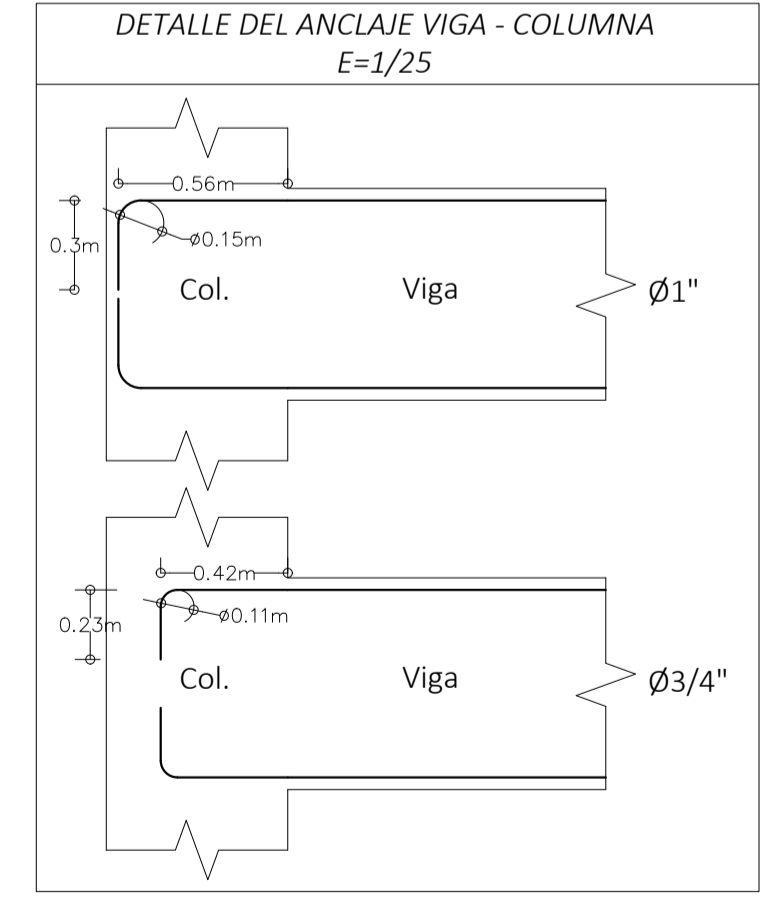 DETALLE DEL ANCLAJE VIGA - COLUMNA
E=1/25
0.56m
0.3m
ø0.15m
Col.
Viga
Ø1"
0.42m
0.23m
ø0.11m
Col.
Viga
Ø3/4"